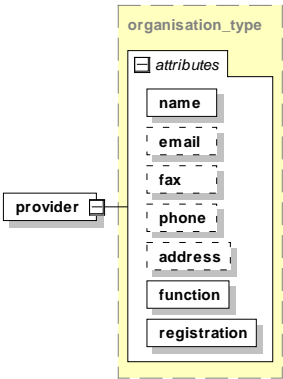 organisation_type
attributes
name
email
fax
provider
phone
address
function
registration